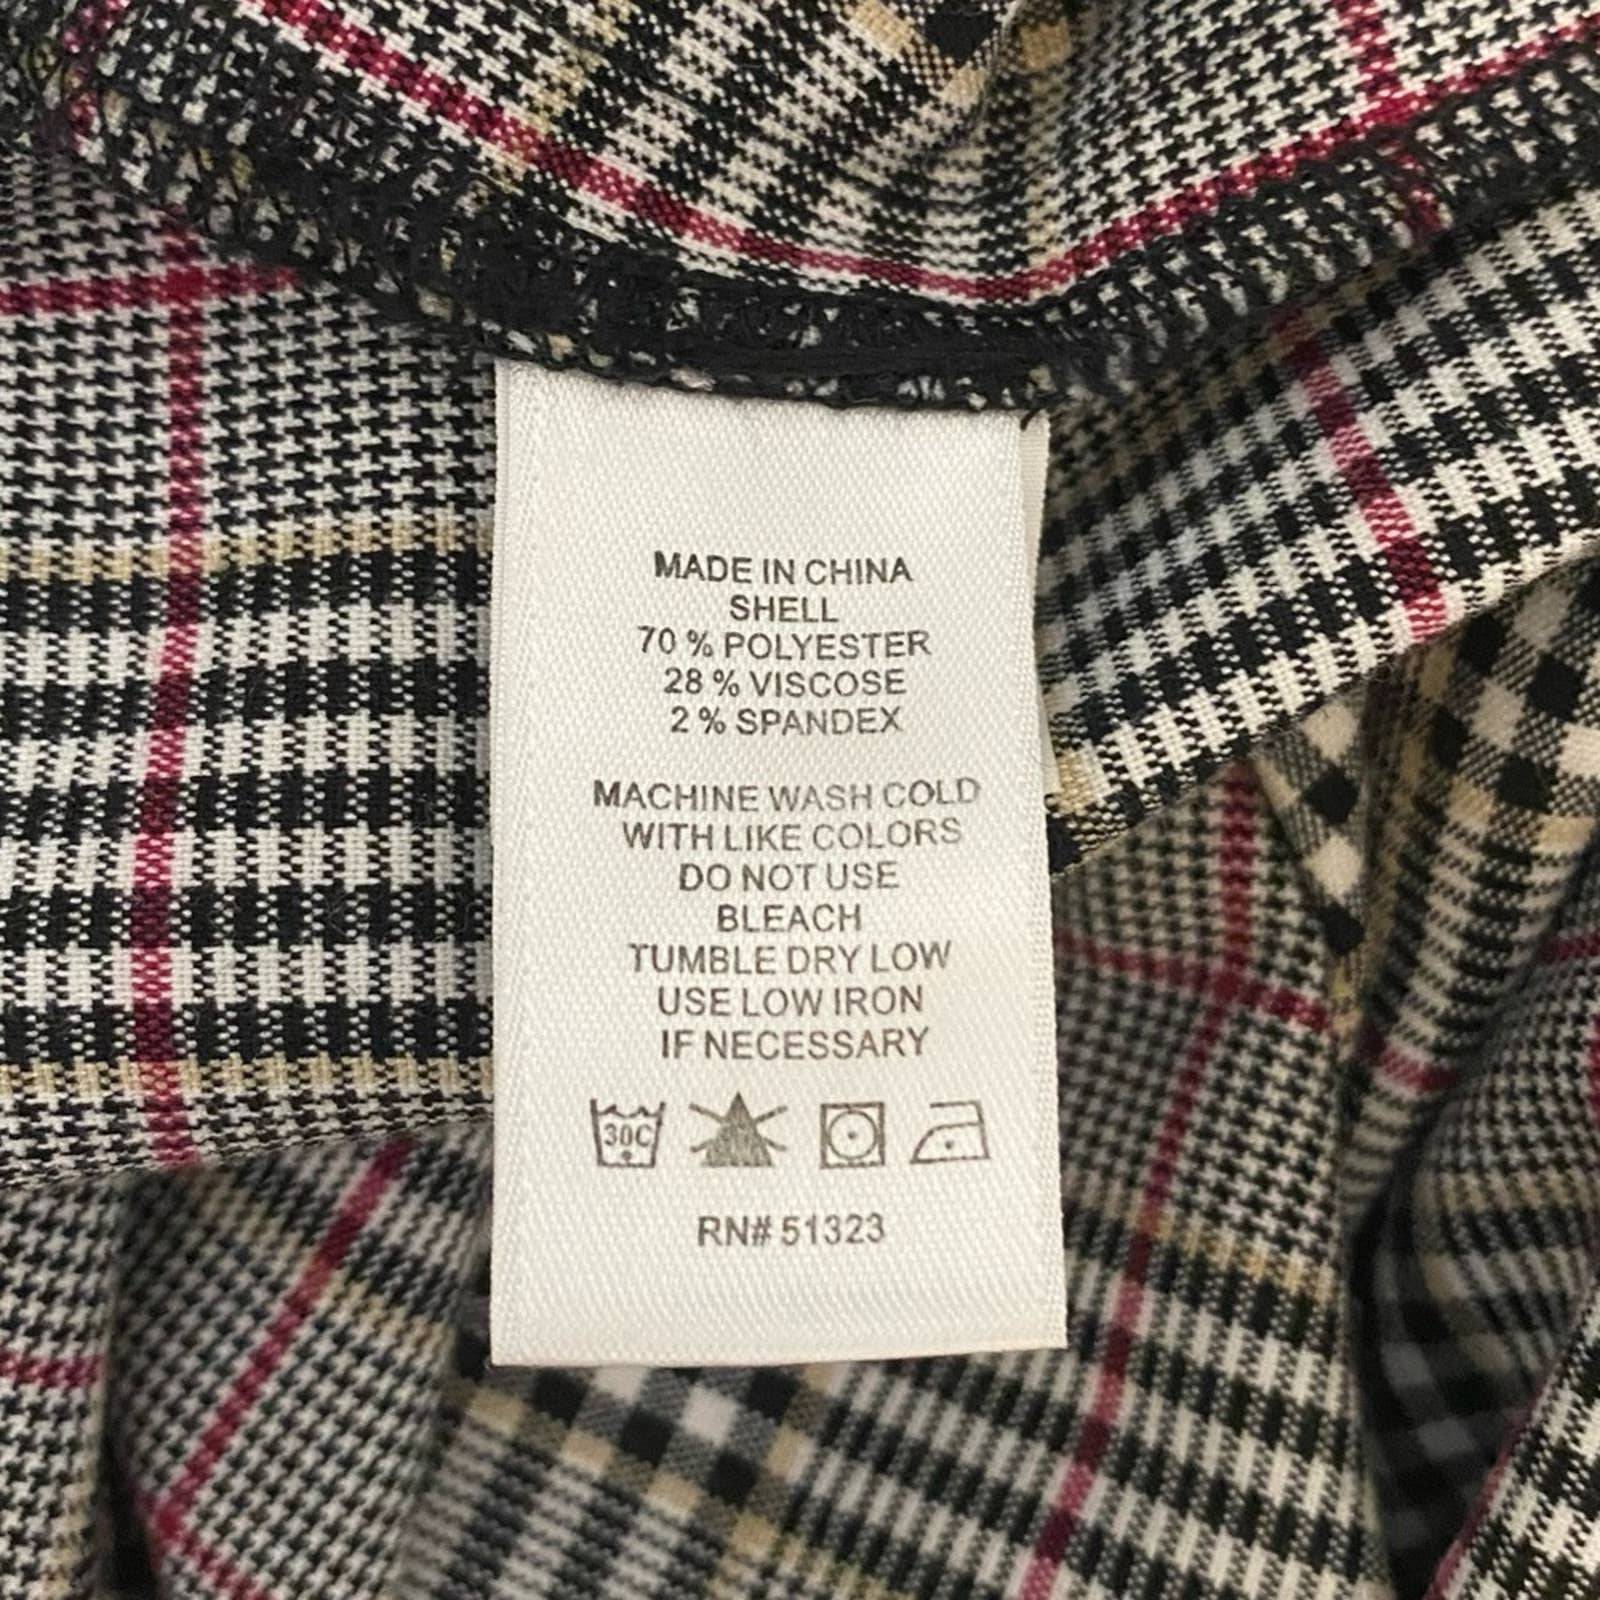 MADE IN CHINA
SHELL
70 % POLYESTER
28 % VISCOSE
2 % SPANDEX
MACHINE WASH COLD
WITH LIKE COLORS
DO NOT USE
BLEACH
TUMBLE DRY LOW
USE LOW IRON
IF NECESSARY
30C
RN# 51323